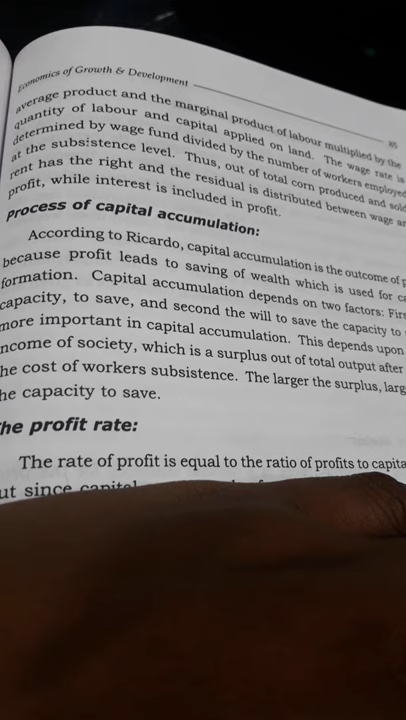 Economics of Growth & Development
85
average product and the marginal product of labour multiplied by the
quantity of labour and capital applied on land. The wage rate is
determined by wage fund divided by the number of workers employed
at the subsistence level. Thus, out of total corn produced and sold
rent has the right and the residual is distributed between wage an
profit, while interest is included in profit.
Process of capital accumulation:
According to Ricardo, capital accumulation is the outcome of p
because profit leads to saving of wealth which is used for ca
formation. Capital accumulation depends on two factors: Firs
capacity, to save, and second the will to save the capacity to
more important in capital accumulation. This depends upon
ncome of society, which is a surplus out of total output after
he cost of workers subsistence. The larger the surplus, larg
he capacity to save.
he profit rate:
The rate of profit is equal to the ratio of profits to capita
ut since capital